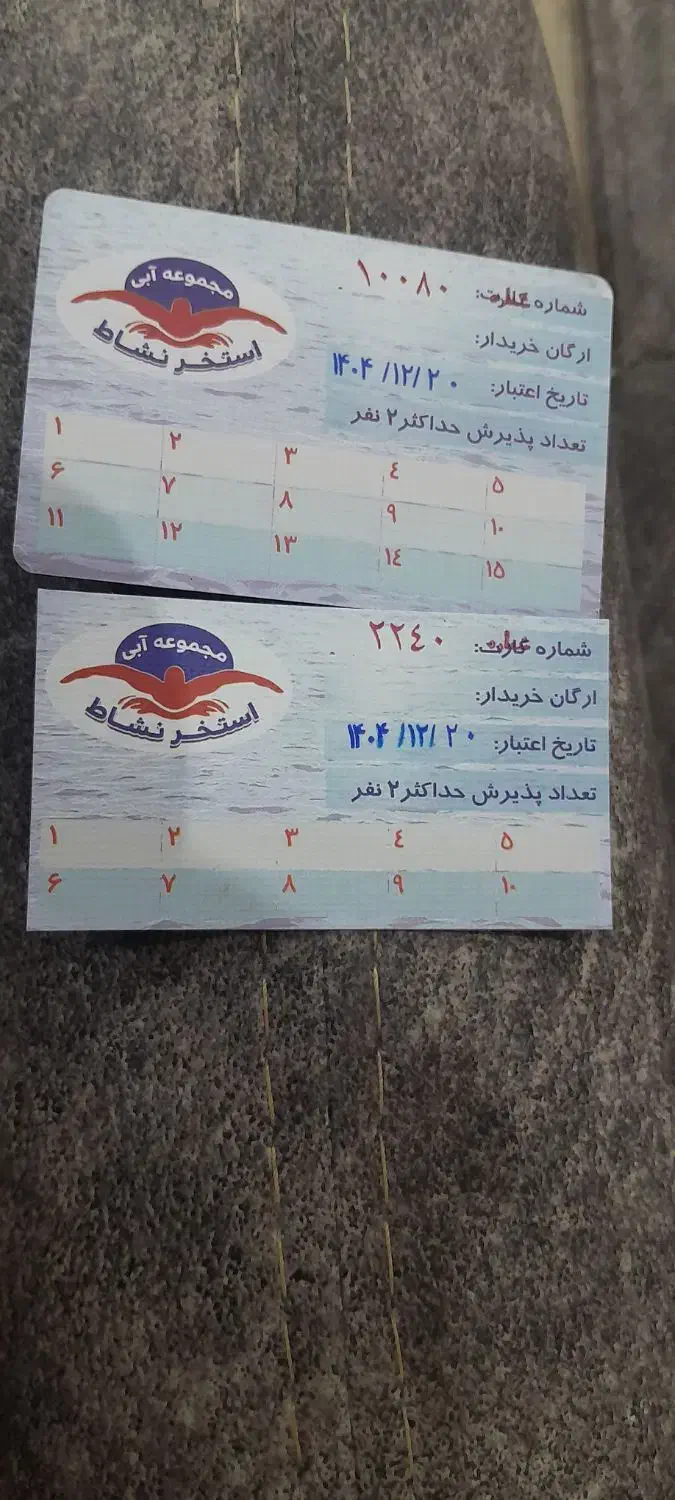 مجموعه آبی
استخر نشاط
شماره کارت: ۱۰۰۸۰
ارگان خریدار:
تاریخ اعتبار: ۱۴۰۴/۱۲/۲۰
تعداد پذیرش حداکثر ۲ نفر
۱ ۲ ۳ ٤ ۵
۶ ۷ ۸ ۹ ۱۰
۱۱ ۱۲ ۱۳ ۱٤ ۱۵
مجموعه آبی
استخر نشاط
شماره کارت: ۲۲٤۰
ارگان خریدار:
تاریخ اعتبار: ۱۴۰۴/۱۲/۲۰
تعداد پذیرش حداکثر ۲ نفر
۱ ۲ ۳ ٤ ۵
۶ ۷ ۸ ۹ ۱۰